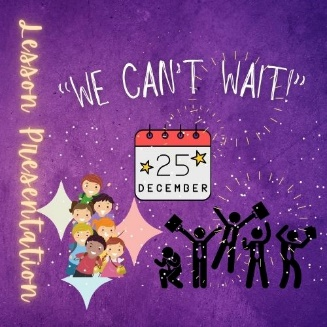 Lesson Presentation
"WE CAN'T WAIT!"
25
DECEMBER